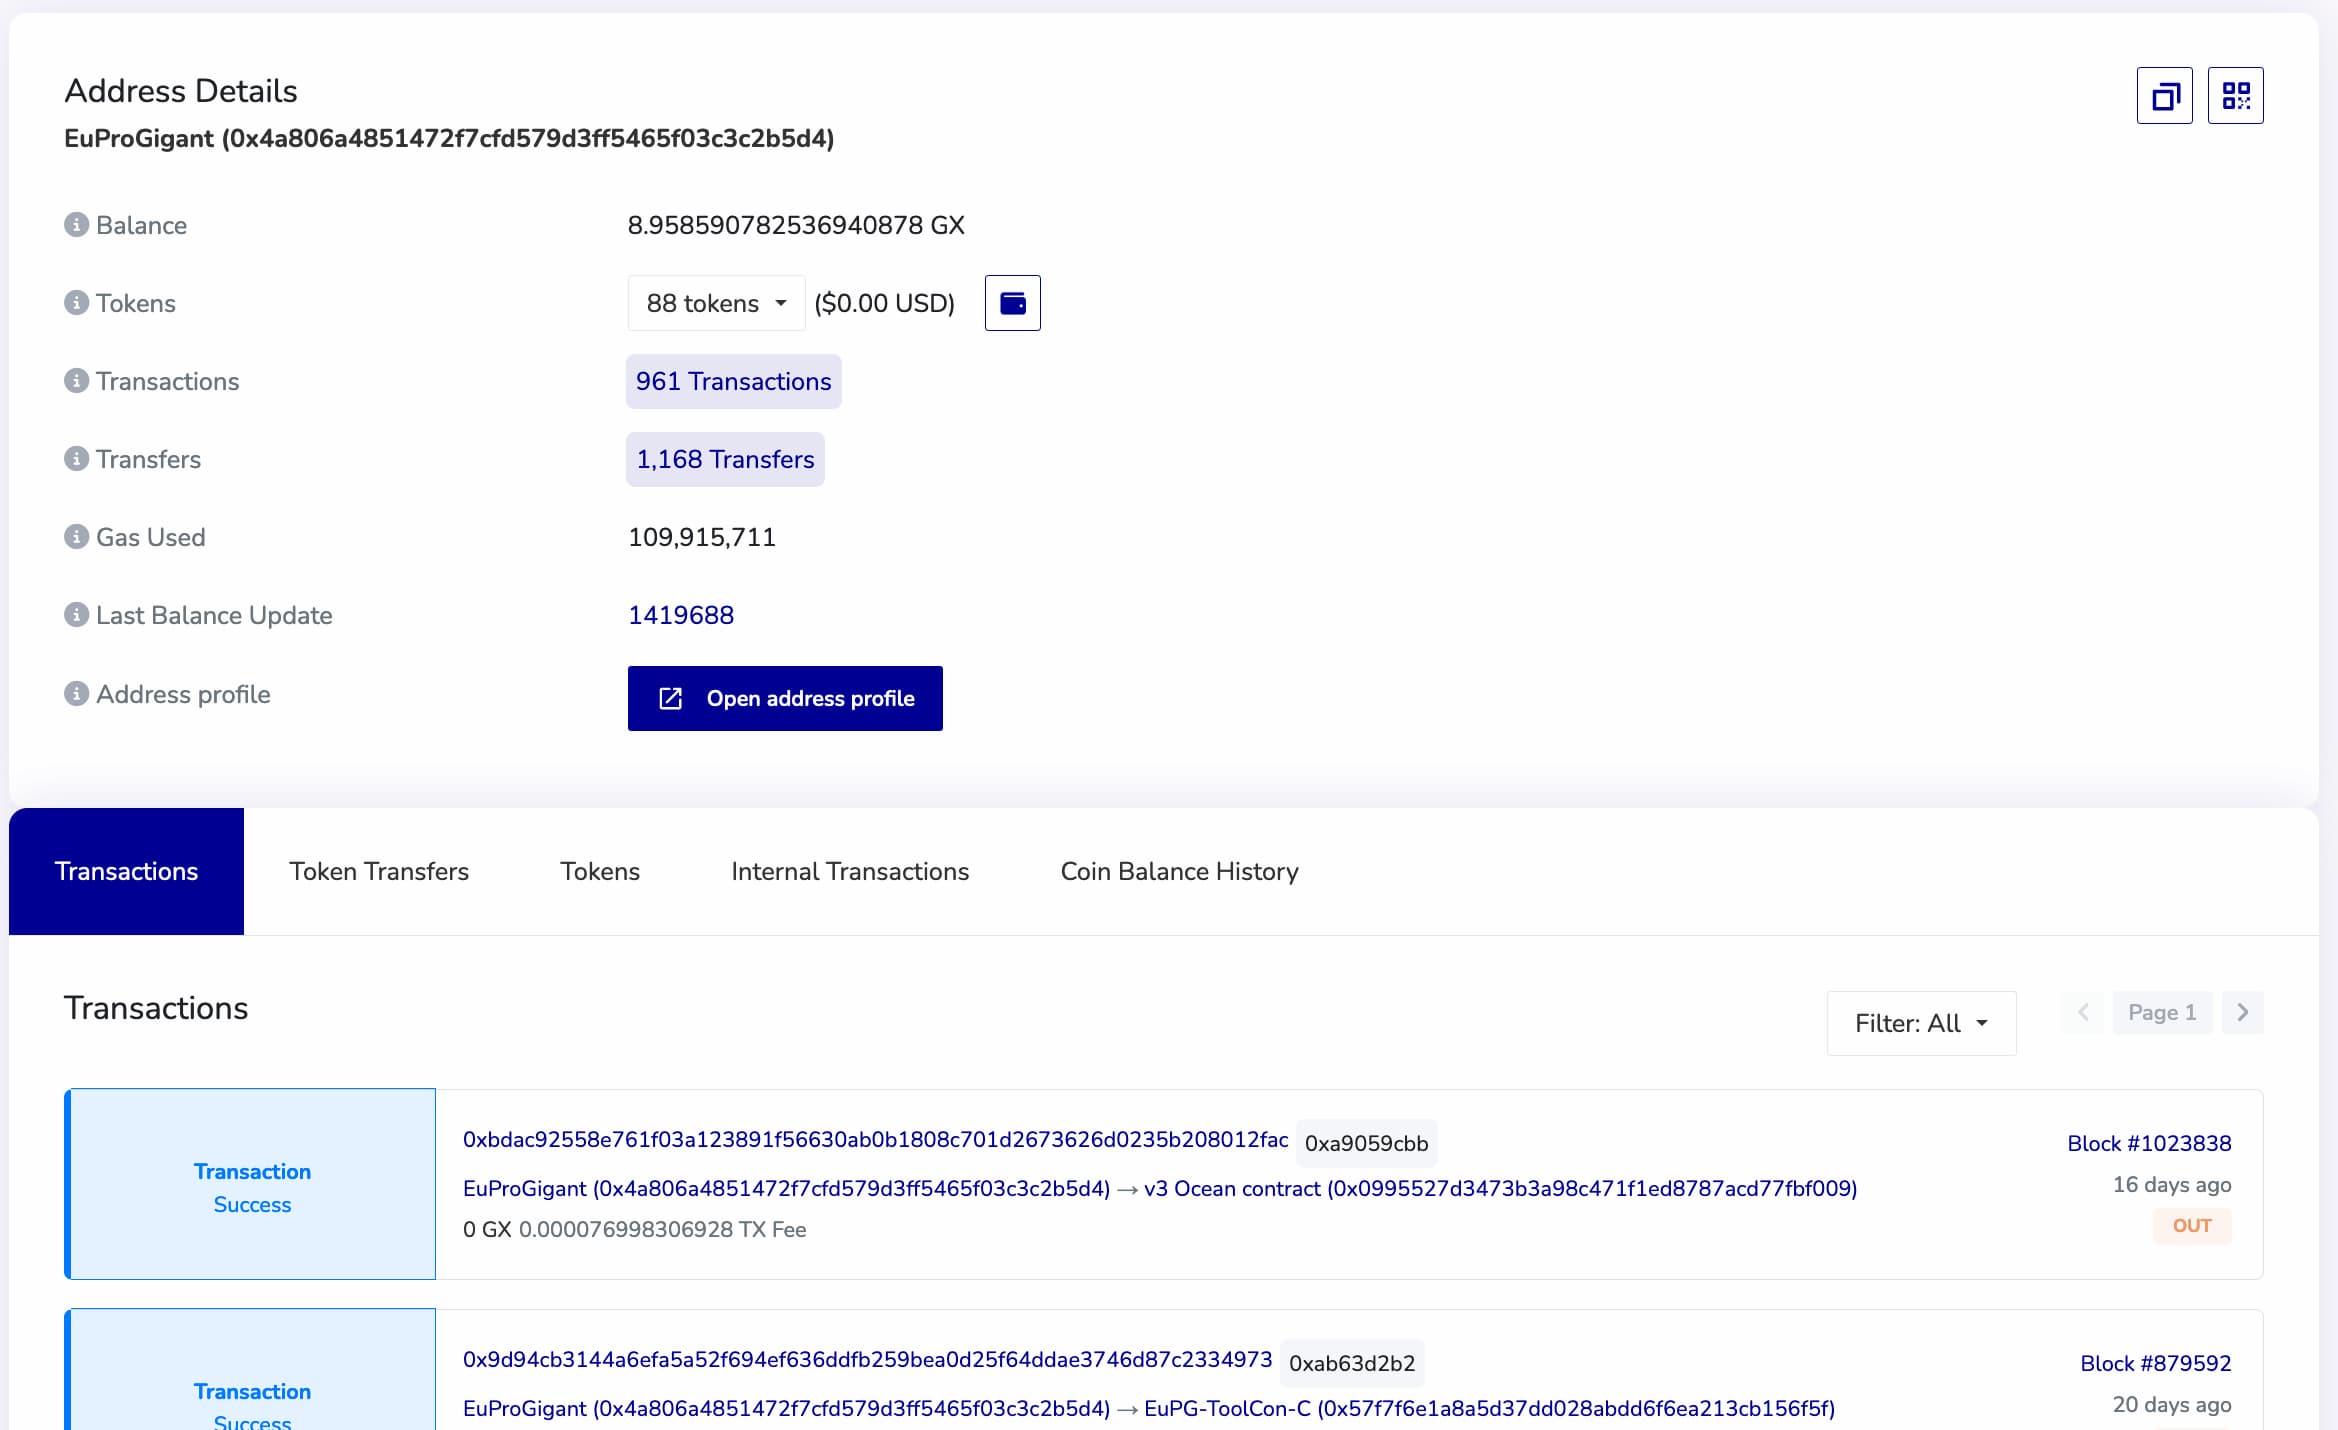 Address Details
EuProGigant (0x4a806a4851472f7cfd579d3ff5465f03c3c2b5d4)
Balance 8.958590782536940878 GX
Tokens 88 tokens ($0.00 USD)
Transactions 961 Transactions
Transfers 1,168 Transfers
Gas Used 109,915,711
Last Balance Update 1419688
Address profile Open address profile
Transactions Token Transfers Tokens Internal Transactions Coin Balance History
Transactions Filter: All Page 1
Transaction
Success
0xbdac92558e761f03a123891f56630ab0b1808c701d2673626d0235b208012fac 0xa9059cbb
EuProGigant (0x4a806a4851472f7cfd579d3ff5465f03c3c2b5d4) → v3 Ocean contract (0x0995527d3473b3a98c471f1ed8787acd77fbf009)
0 GX 0.000076998306928 TX Fee
Block #1023838
16 days ago
OUT
Transaction
Success
0x9d94cb3144a6efa5a52f694ef636ddfb259bea0d25f64ddae3746d87c2334973 0xab63d2b2
EuProGigant (0x4a806a4851472f7cfd579d3ff5465f03c3c2b5d4) → EuPG-ToolCon-C (0x57f7f6e1a8a5d37dd028abdd6f6ea213cb156f5f)
Block #879592
20 days ago